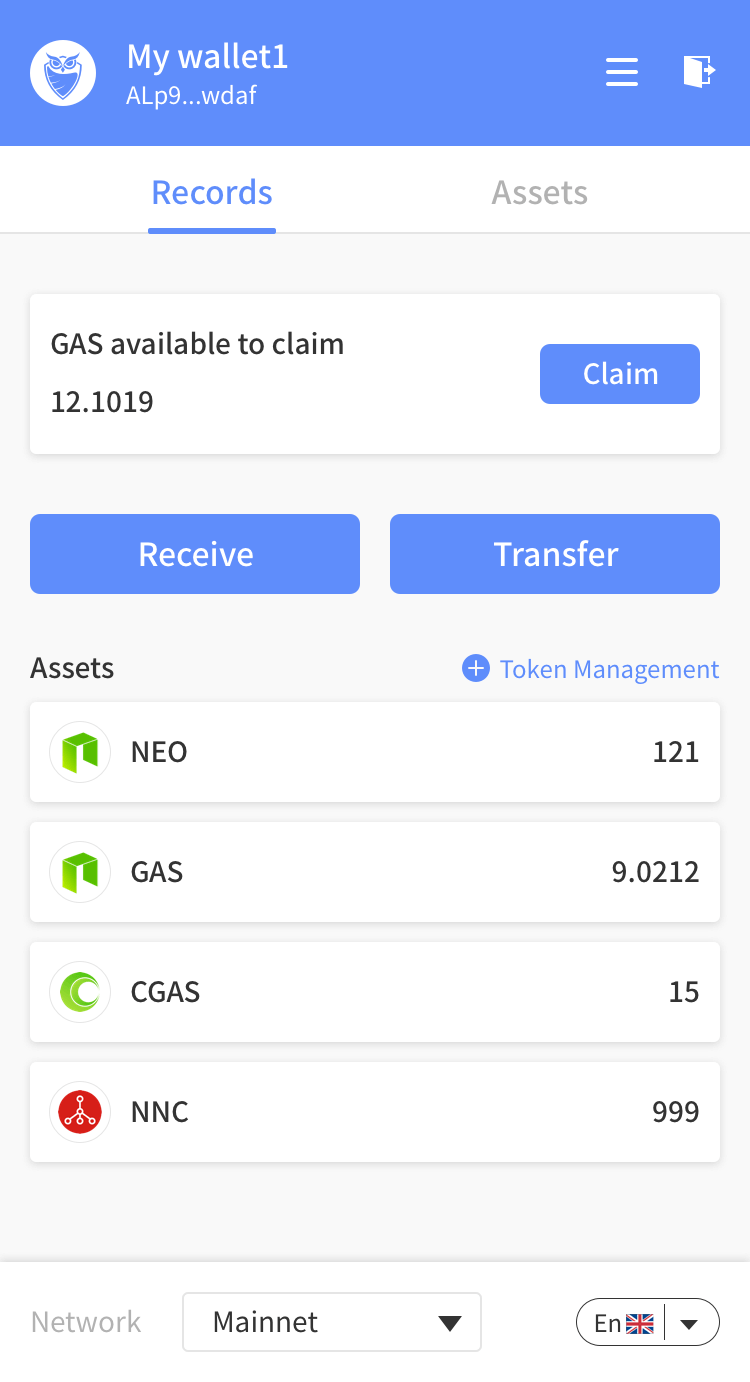 My wallet1
ALp9...wdaf
Records
Assets
GAS available to claim
12.1019
Claim
Receive
Transfer
Assets
Token Management
NEO
121
GAS
9.0212
CGAS
15
NNC
999
Network
Mainnet
En